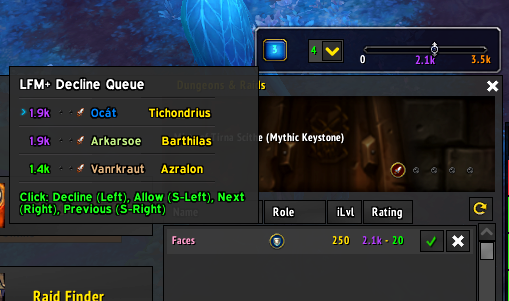 3
4
0 2.1k 3.5k
LFM+ Decline Queue
Dungeons & Raids
1.9k Ocát Tichondrius
1.9k Arkarsoe Barthilas
(Mythic Keystone)
1.4k Vanrkraut Azralon
Click: Decline (Left), Allow (S-Left), Next
(Right), Previous (S-Right)
Name Role iLvl Rating
Faces 250 2.1k - 20
Raid Finder